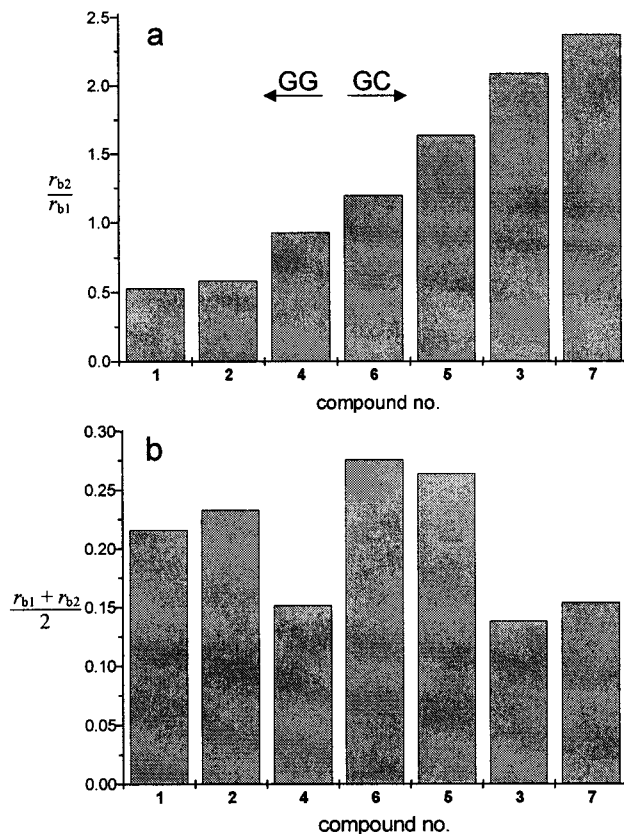 a
2.5
2.0
1.5
1.0
0.5
0.0
r_b2
r_b1
GG GC
1 2 4 6 5 3 7
compound no.
b
0.30
0.25
0.20
0.15
0.10
0.05
0.00
r_b1 + r_b2
2
1 2 4 6 5 3 7
compound no.